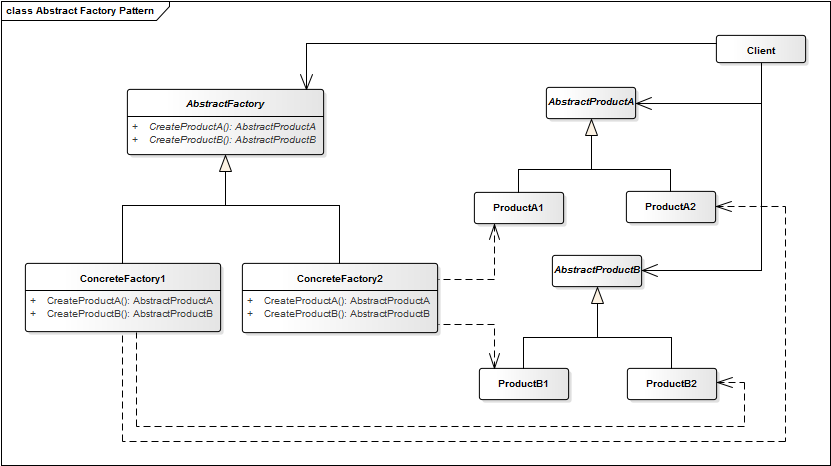 class Abstract Factory Pattern
Client
AbstractFactory
+ CreateProductA(): AbstractProductA
+ CreateProductB(): AbstractProductB
AbstractProductA
ProductA1
ProductA2
ConcreteFactory1
+ CreateProductA(): AbstractProductA
+ CreateProductB(): AbstractProductB
ConcreteFactory2
+ CreateProductA(): AbstractProductA
+ CreateProductB(): AbstractProductB
AbstractProductB
ProductB1
ProductB2